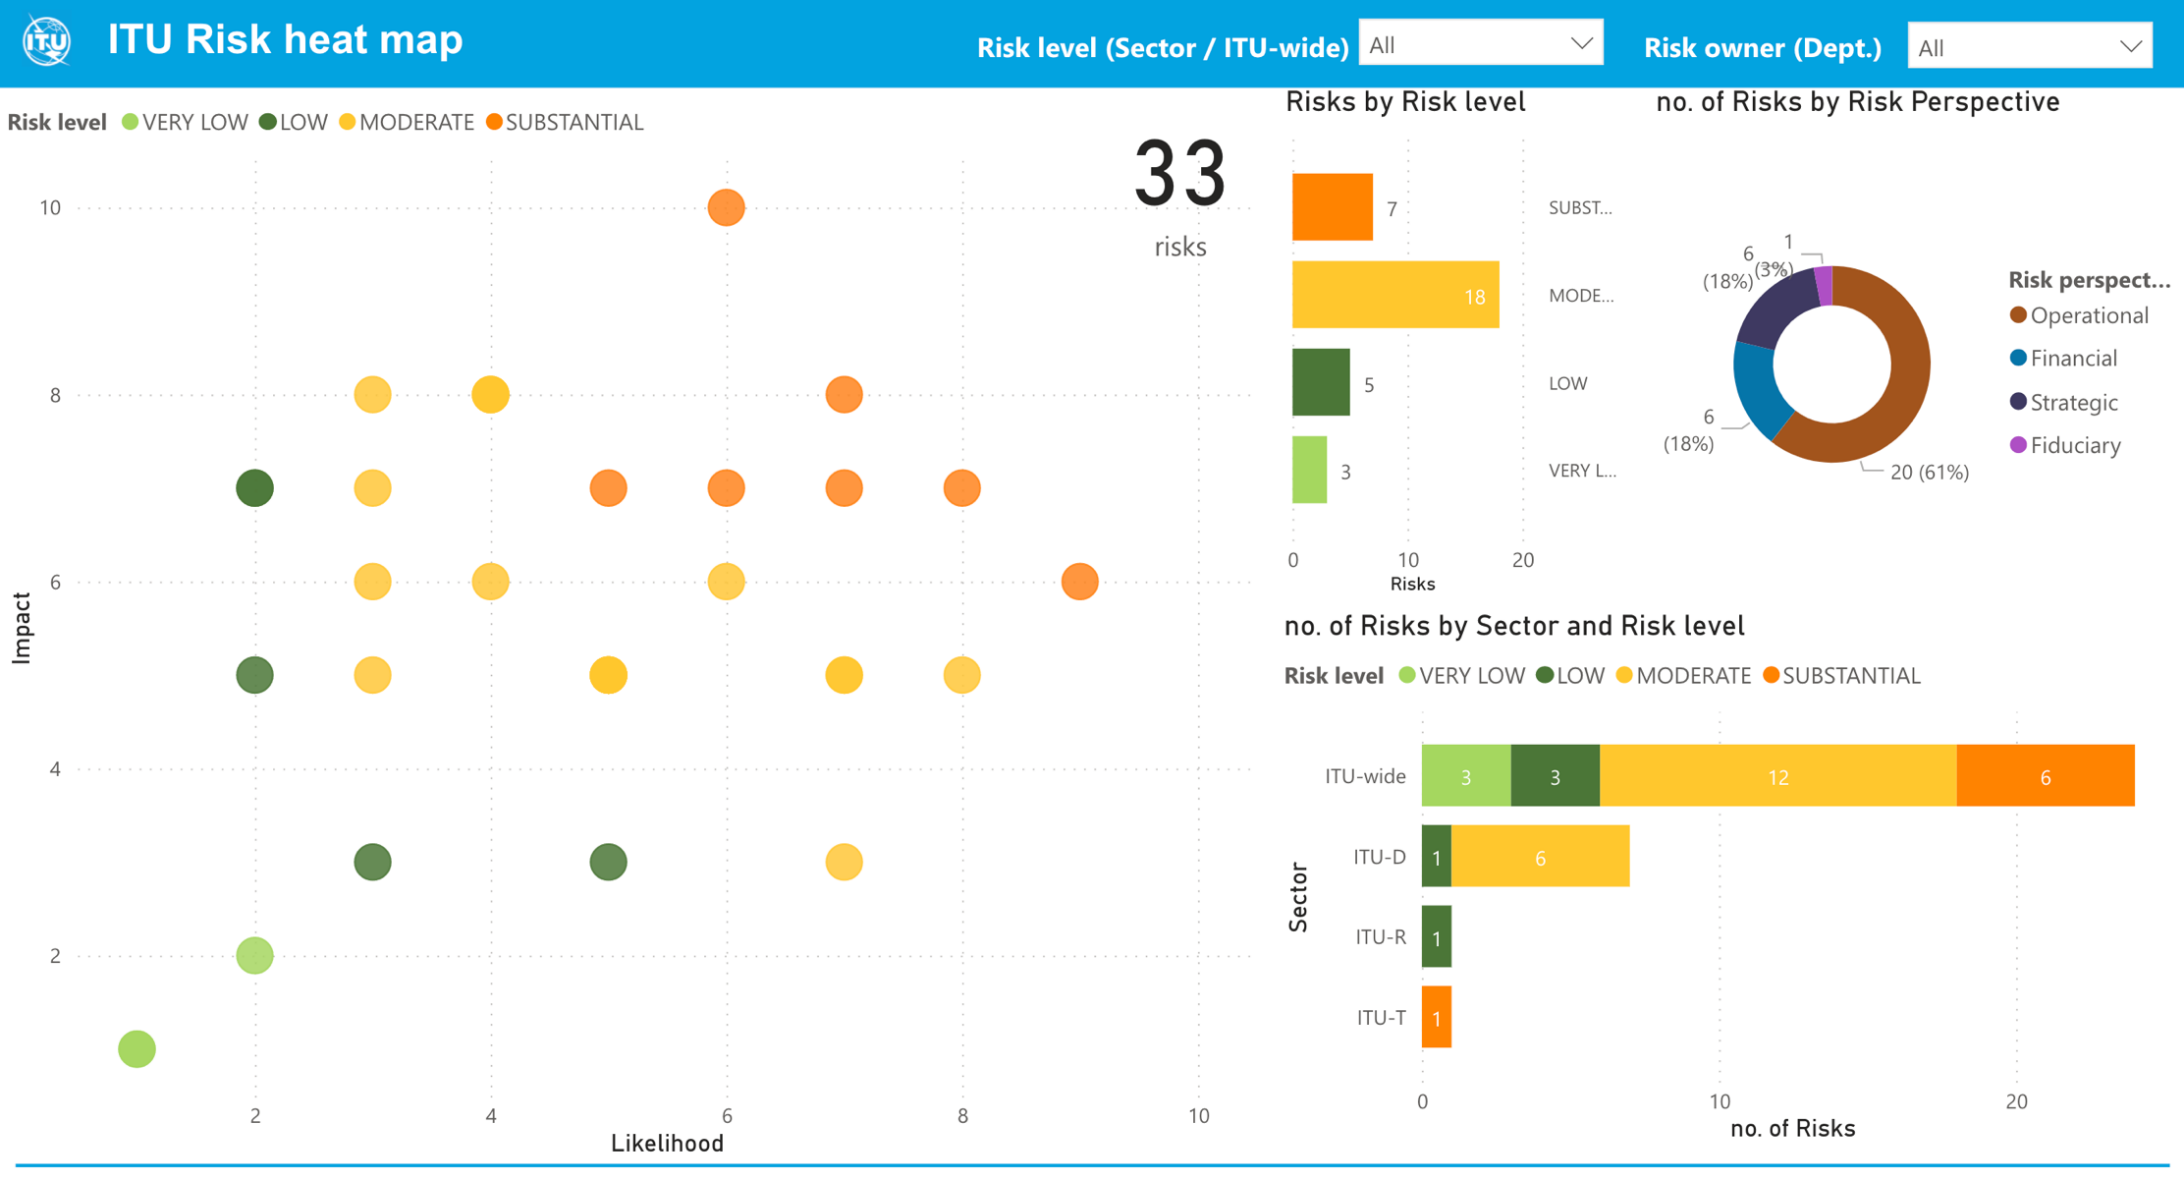 ITU
ITU Risk heat map
Risk level (Sector / ITU-wide)
All
Risk owner (Dept.)
All
Risk level VERY LOW LOW MODERATE SUBSTANTIAL
33
risks
10
8
6
4
2
Impact
2 4 6 8 10
Likelihood
Risks by Risk level
7
SUBST...
18
MODE...
5
LOW
3
VERY L...
0 10 20
Risks
no. of Risks by Risk Perspective
1
(3%)
6
(18%)
6
(18%)
20 (61%)
Risk perspect...
Operational
Financial
Strategic
Fiduciary
no. of Risks by Sector and Risk level
Risk level VERY LOW LOW MODERATE SUBSTANTIAL
Sector
ITU-wide 3 3 12 6
ITU-D 1 6
ITU-R 1
ITU-T 1
0 10 20
no. of Risks